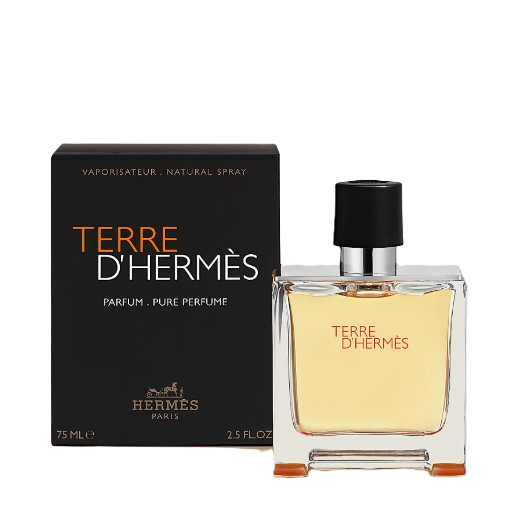 VAPORISATEUR . NATURAL SPRAY
TERRE
D'HERMÈS
PARFUM . PURE PERFUME
HERMÈS
PARIS
75 ML ℮ 2.5 FL.OZ
TERRE
D'HERMÈS